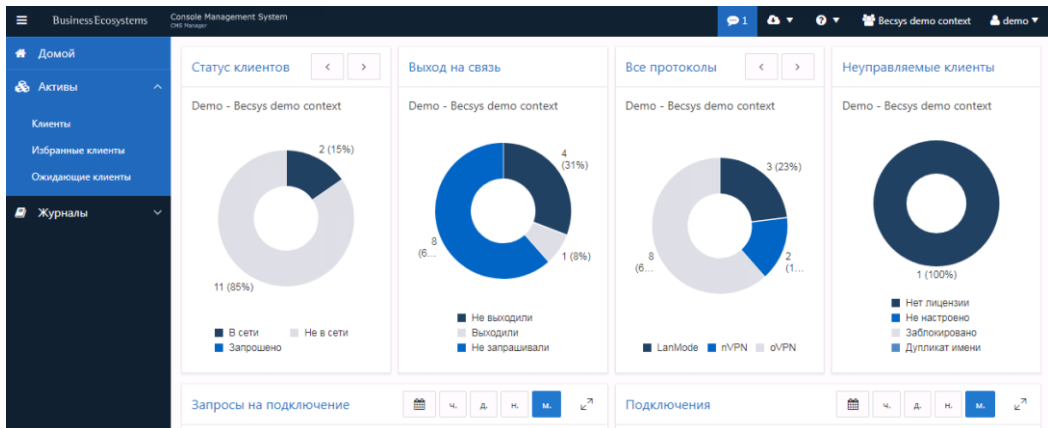 BusinessEcosystems
Console Management System
CMS Manager
1
?
Becsys demo context
demo
Домой
Активы
Клиенты
Избранные клиенты
Ожидающие клиенты
Журналы
Статус клиентов
Demo - Becsys demo context
2 (15%)
11 (85%)
В сети
Не в сети
Запрошено
Выход на связь
Demo - Becsys demo context
4
(31%)
8
(6...
1 (8%)
Не выходили
Выходили
Не запрашивали
Все протоколы
Demo - Becsys demo context
3 (23%)
8
(6...
2
(1...
LanMode
nVPN
oVPN
Неуправляемые клиенты
Demo - Becsys demo context
1 (100%)
Нет лицензии
Не настроено
Заблокировано
Дупликат имени
Запросы на подключение
ч.
д.
н.
м.
Подключения
ч.
д.
н.
м.